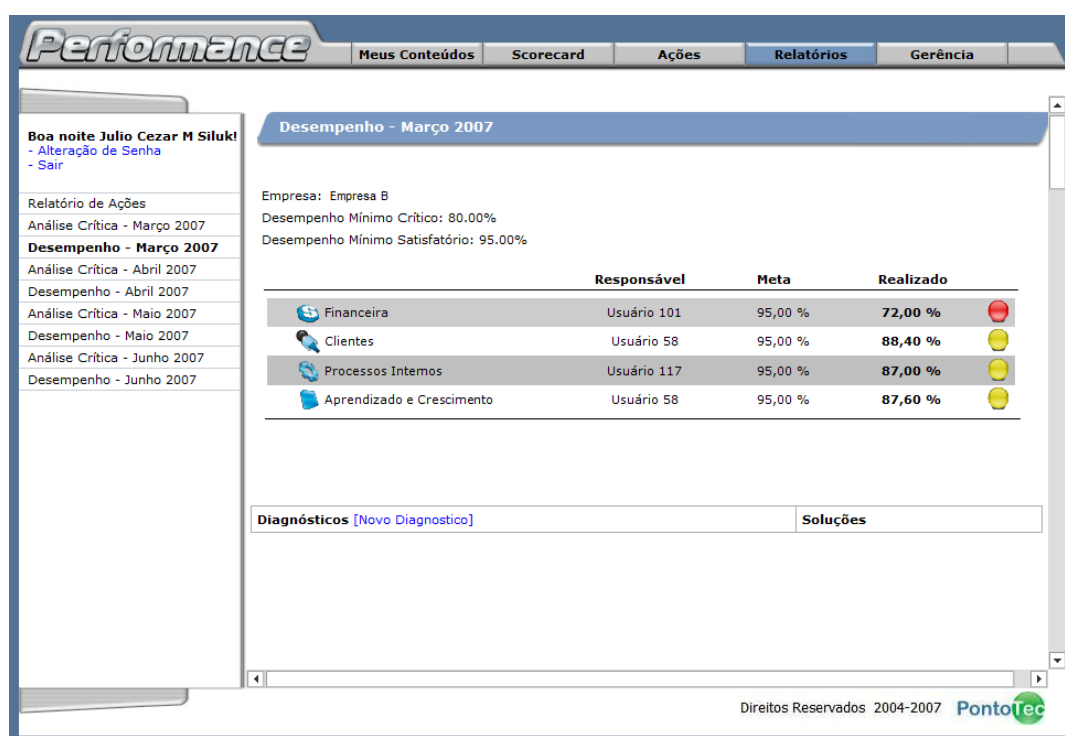 Performance
Meus Conteúdos Scorecard Ações Relatórios Gerência
Boa noite Julio Cezar M Siluk!
- Alteração de Senha
- Sair
Relatório de Ações
Análise Crítica - Março 2007
Desempenho - Março 2007
Análise Crítica - Abril 2007
Desempenho - Abril 2007
Análise Crítica - Maio 2007
Desempenho - Maio 2007
Análise Crítica - Junho 2007
Desempenho - Junho 2007
Desempenho - Março 2007
Empresa: Empresa B
Desempenho Mínimo Crítico: 80.00%
Desempenho Mínimo Satisfatório: 95.00%
Responsável Meta Realizado
Financeira Usuário 101 95,00 % 72,00 %
Clientes Usuário 58 95,00 % 88,40 %
Processos Internos Usuário 117 95,00 % 87,00 %
Aprendizado e Crescimento Usuário 58 95,00 % 87,60 %
Diagnósticos [Novo Diagnostico] Soluções
Direitos Reservados 2004-2007 PontoTec